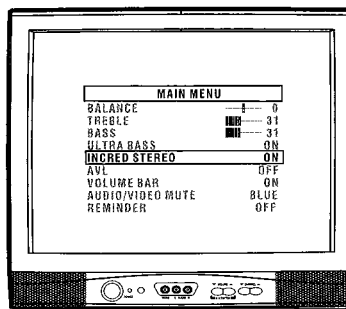 MAIN MENU
BALANCE 0
TREBLE 31
BASS 31
ULTRA BASS ON
INCRED STEREO ON
AVL OFF
VOLUME BAR ON
AUDIO/VIDEO MUTE BLUE
REMINDER OFF